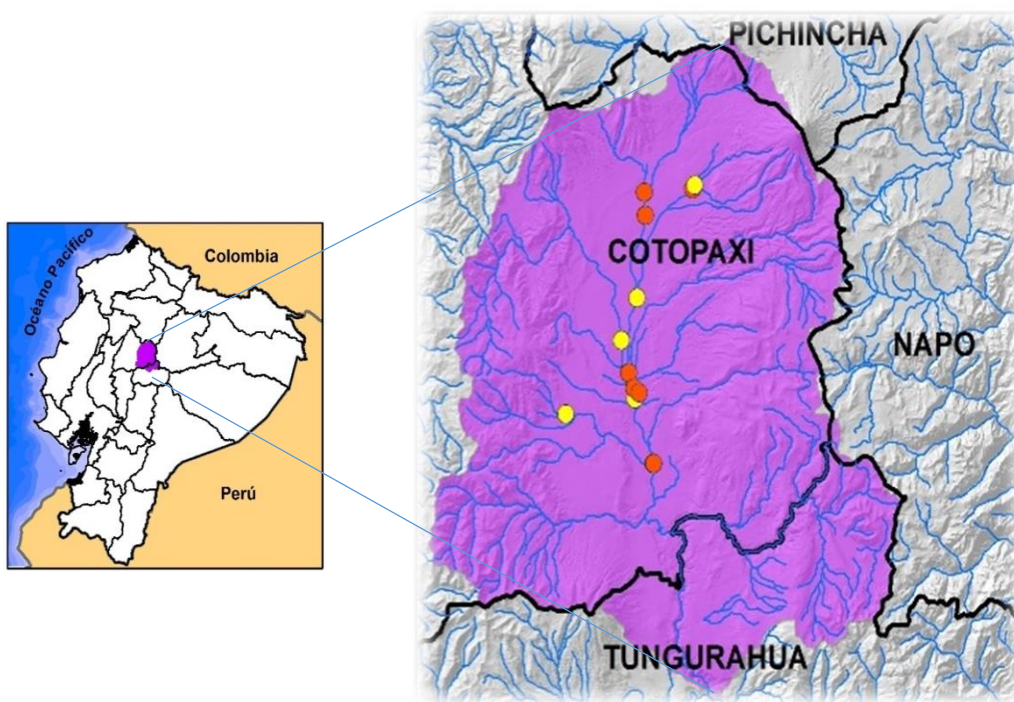 Océano Pacífico
Colombia
Perú
PICHINCHA
COTOPAXI
NAPO
TUNGURAHUA